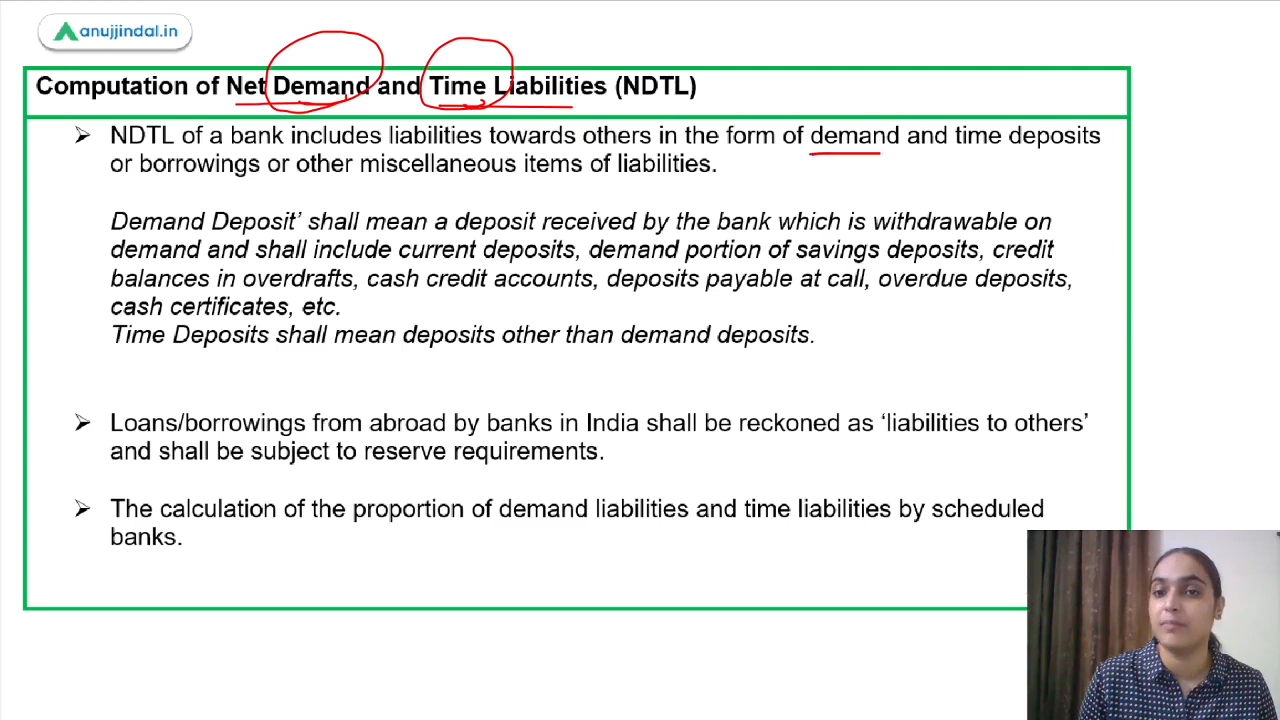 anujjindal.in
Computation of Net Demand and Time Liabilities (NDTL)
➢ NDTL of a bank includes liabilities towards others in the form of demand and time deposits
or borrowings or other miscellaneous items of liabilities.
Demand Deposit’ shall mean a deposit received by the bank which is withdrawable on
demand and shall include current deposits, demand portion of savings deposits, credit
balances in overdrafts, cash credit accounts, deposits payable at call, overdue deposits,
cash certificates, etc.
Time Deposits shall mean deposits other than demand deposits.
➢ Loans/borrowings from abroad by banks in India shall be reckoned as ‘liabilities to others’
and shall be subject to reserve requirements.
➢ The calculation of the proportion of demand liabilities and time liabilities by scheduled
banks.